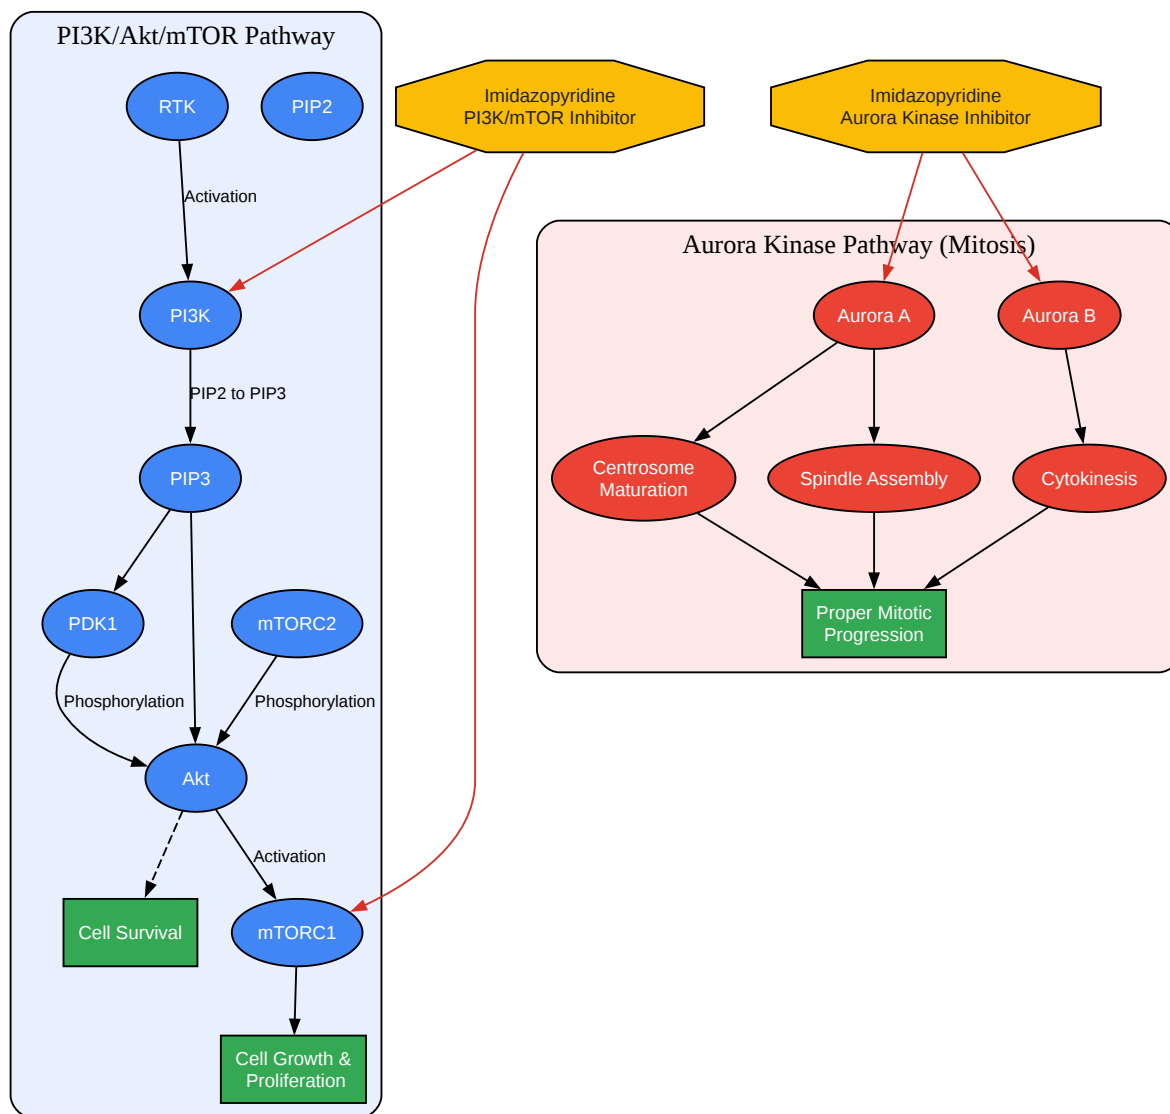 PI3K/Akt/mTOR Pathway
RTK
PIP2
Imidazopyridine
PI3K/mTOR Inhibitor
Imidazopyridine
Aurora Kinase Inhibitor
Activation
Aurora Kinase Pathway (Mitosis)
PI3K
Aurora A
Aurora B
PIP2 to PIP3
PIP3
Centrosome
Maturation
Spindle Assembly
Cytokinesis
PDK1
mTORC2
Proper Mitotic
Progression
Phosphorylation
Phosphorylation
Akt
Activation
Cell Survival
mTORC1
Cell Growth &
Proliferation